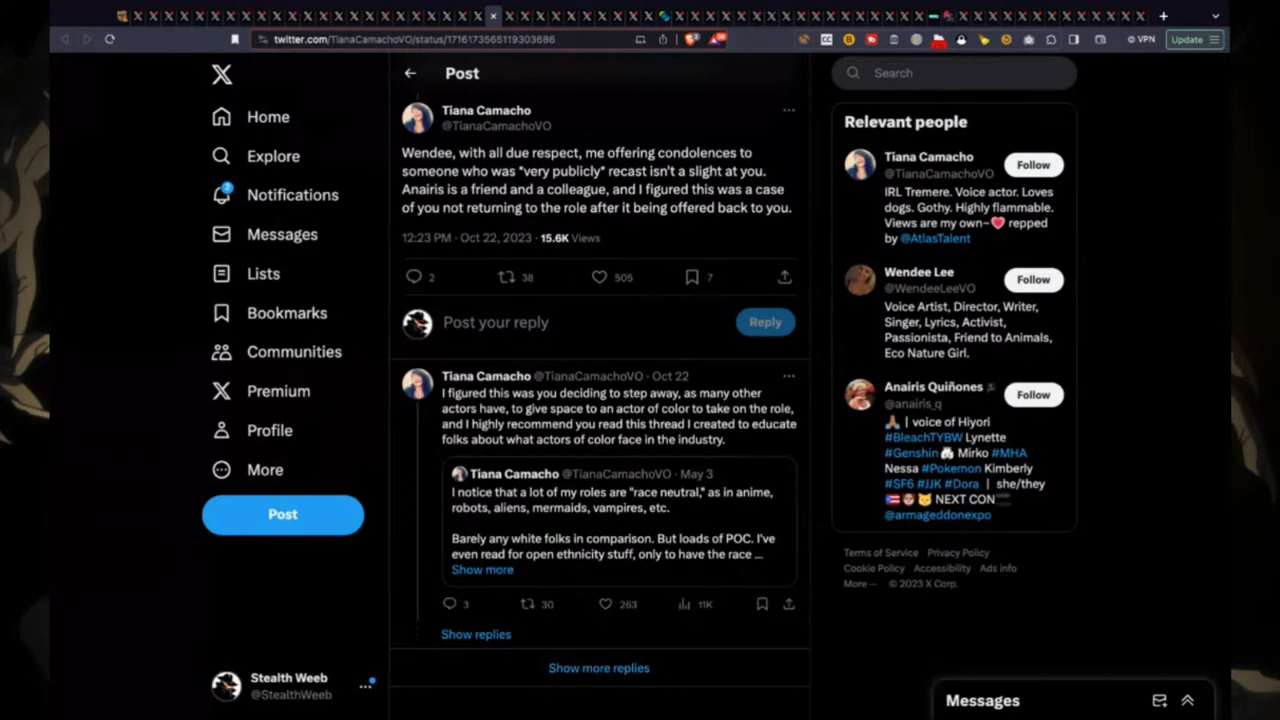 twitter.com/TianaCamachoVO/status/1716173565119303686
VPN
Update
Home
Explore
2
Notifications
Messages
Lists
Bookmarks
Communities
Premium
Profile
More
Post
Stealth Weeb
@StealthWeeb
Post
Tiana Camacho
@TianaCamachoVO
Wendee, with all due respect, me offering condolences to
someone who was *very publicly* recast isn't a slight at you.
Anairis is a friend and a colleague, and I figured this was a case
of you not returning to the role after it being offered back to you.
12:23 PM · Oct 22, 2023 · 15.6K Views
2 38 505 7
Post your reply
Reply
Tiana Camacho @TianaCamachoVO · Oct 22
I figured this was you deciding to step away, as many other
actors have, to give space to an actor of color to take on the role,
and I highly recommend you read this thread I created to educate
folks about what actors of color face in the industry.
Tiana Camacho @TianaCamachoVO · May 3
I notice that a lot of my roles are "race neutral," as in anime,
robots, aliens, mermaids, vampires, etc.
Barely any white folks in comparison. But loads of POC. I've
even read for open ethnicity stuff, only to have the race ...
Show more
3 30 263 11K
Show replies
Show more replies
Search
Relevant people
Tiana Camacho
@TianaCamachoVO
Follow
IRL Tremere. Voice actor. Loves
dogs. Gothy. Highly flammable.
Views are my own~❤️ repped
by @AtlasTalent
Wendee Lee
@WendeeLeeVO
Follow
Voice Artist, Director, Writer,
Singer, Lyrics, Activist,
Passionista, Friend to Animals,
Eco Nature Girl.
Anairis Quiñones
@anairis_q
Follow
| voice of Hiyori
#BleachTYBW Lynette
#Genshin Mirko #MHA
Nessa #Pokemon Kimberly
#SF6 #JJK #Dora | she/they
NEXT CON
@armageddonexpo
Terms of Service Privacy Policy
Cookie Policy Accessibility Ads info
More ··· © 2023 X Corp.
Messages